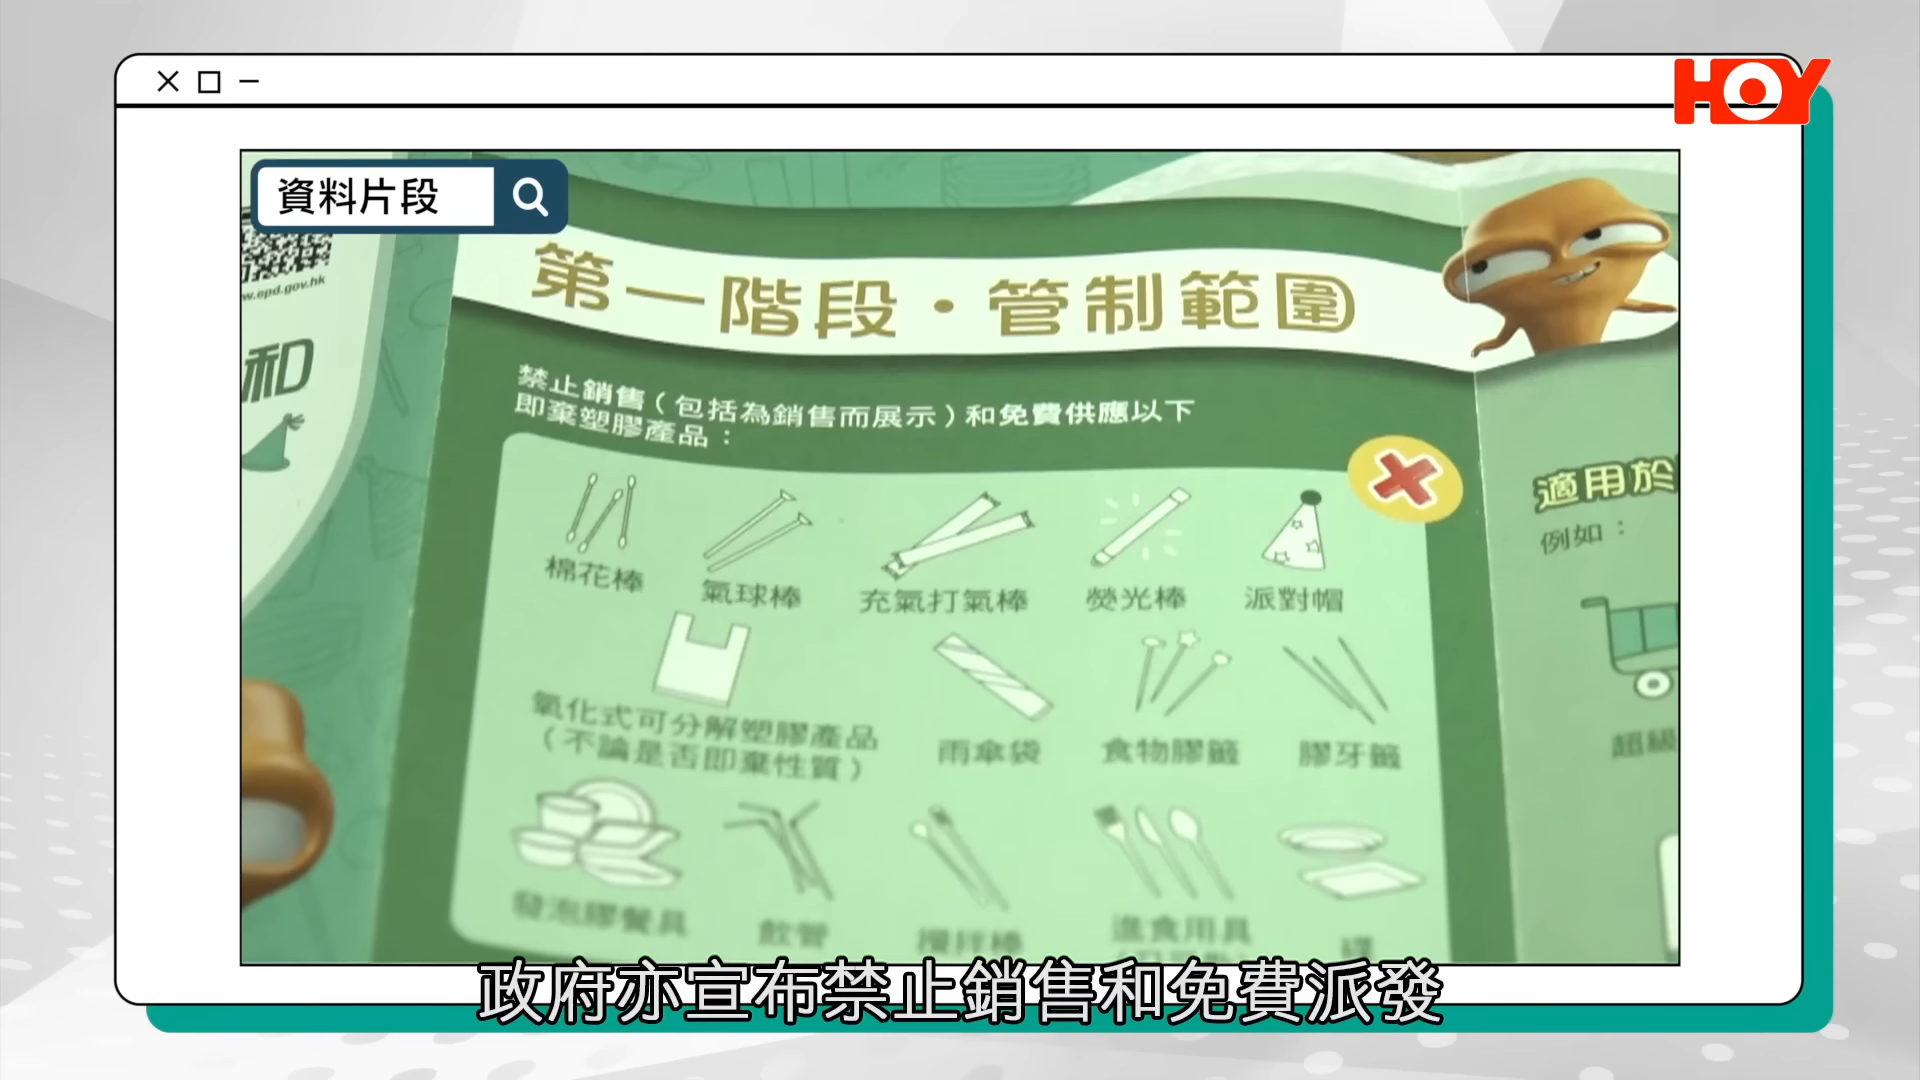 HOY
資料片段
w.epd.gov.hk
和
第一階段·管制範圍
禁止銷售（包括為銷售而展示）和免費供應以下
即棄塑膠產品：
適用於
例如：
棉花棒
氣球棒
充氣打氣棒
熒光棒
派對帽
氧化式可分解塑膠產品
（不論是否即棄性質）
雨傘袋
食物膠籤
膠牙籤
超級
發泡膠餐具
飲管
攪拌棒
進食用具
碟
政府亦宣布禁止銷售和免費派發